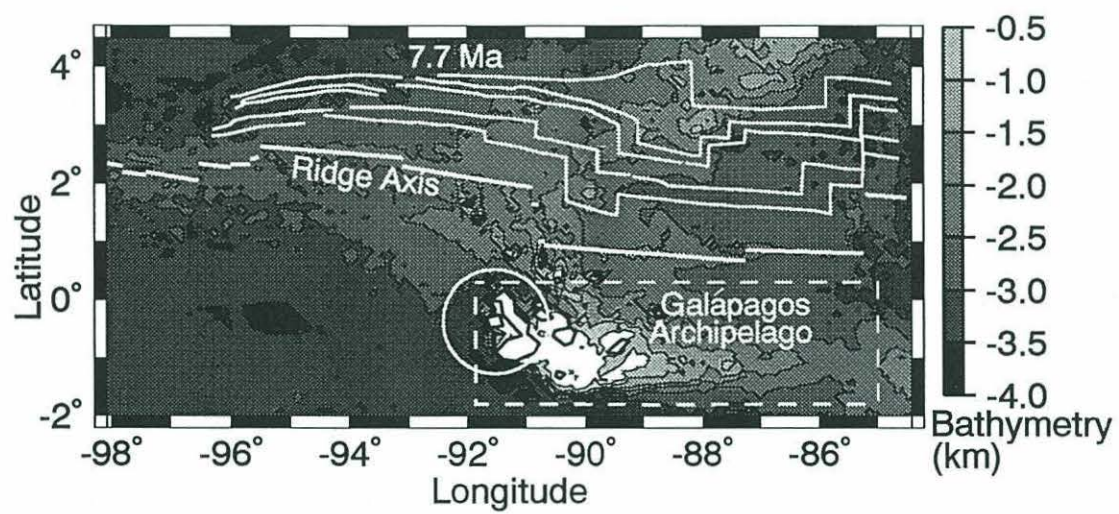 7.7 Ma
Ridge Axis
Galápagos
Archipelago
4°
2°
0°
-2°
Latitude
-98° -96° -94° -92° -90° -88° -86°
Longitude
-0.5
-1.0
-1.5
-2.0
-2.5
-3.0
-3.5
-4.0
Bathymetry
(km)